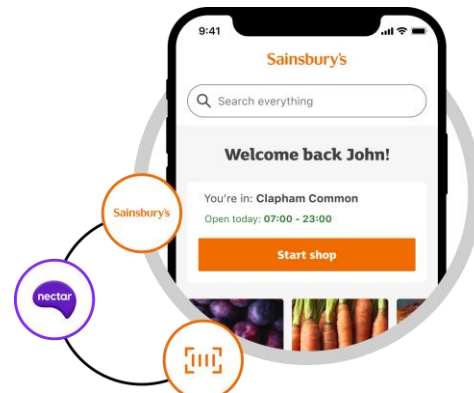 9:41
Sainsbury's
Search everything
Welcome back John!
You're in: Clapham Common
Open today: 07:00 - 23:00
Start shop
Sainsbury's
nectar